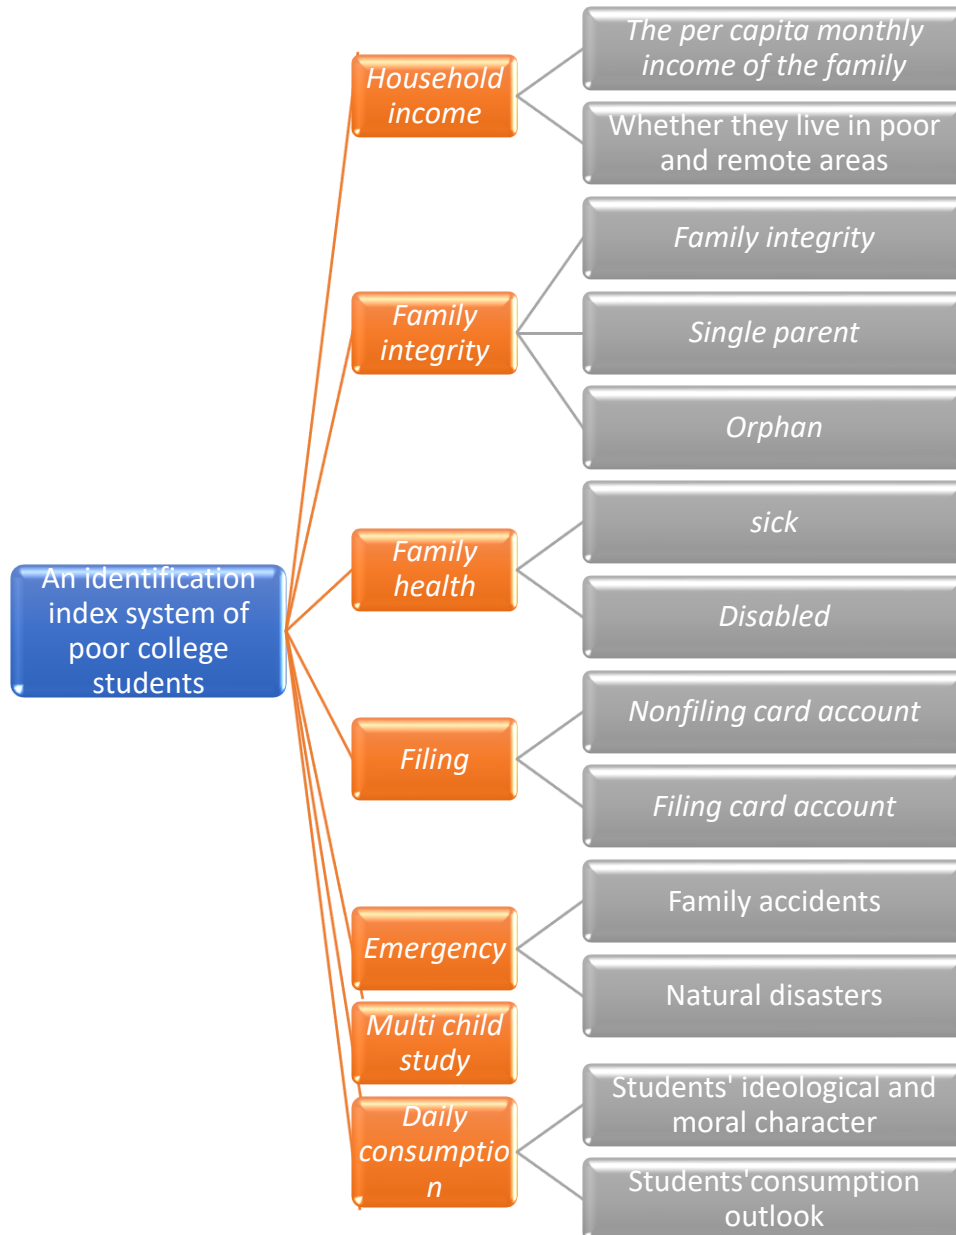 The per capita monthly
income of the family
Household
income
Whether they live in poor
and remote areas
Family integrity
Family
integrity
Single parent
Orphan
sick
Family
health
Disabled
An identification
index system of
poor college
students
Nonfiling card account
Filing
Filing card account
Family accidents
Emergency
Natural disasters
Multi child
study
Students' ideological and
moral character
Daily
consumptio
n
Students'consumption
outlook